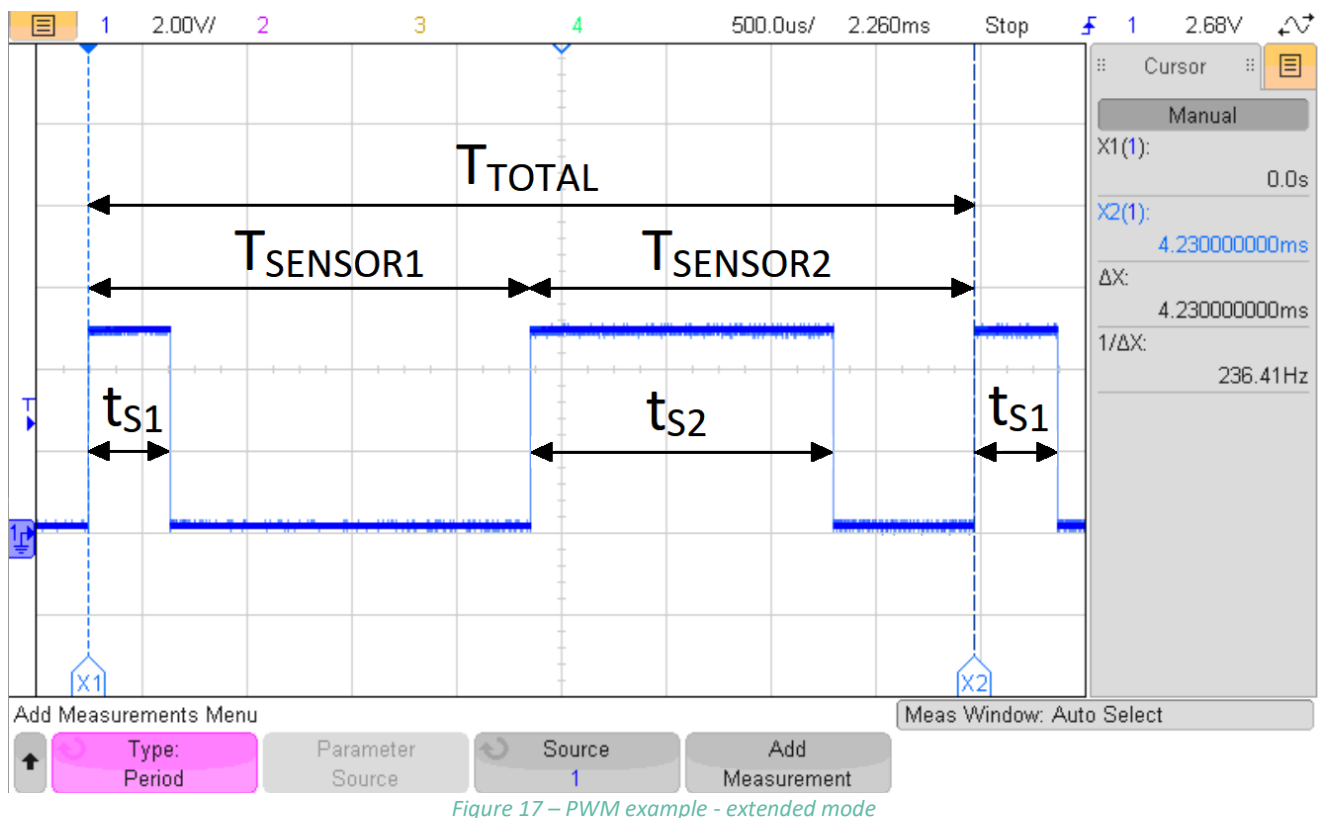 1 2.00V/ 2 3 4 500.0us/ 2.260ms Stop 1 2.68V
Cursor
Manual
X1(1):
0.0s
X2(1):
4.230000000ms
ΔX:
4.230000000ms
1/ΔX:
236.41Hz
TTOTAL
TSENSOR1 TSENSOR2
tS1 tS2 tS1
T
1
X1 X2
Add Measurements Menu Meas Window: Auto Select
Type: Parameter Source Add
Period Source 1 Measurement
Figure 17 – PWM example - extended mode